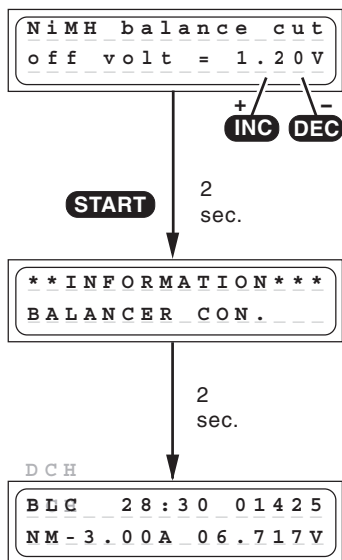 NiMH balance cut
off volt = 1.20V
+ -
INC DEC
START
2
sec.
**INFORMATION***
BALANCER CON.
2
sec.
DCH
BLC 28:30 01425
NM-3.00A 06.717V